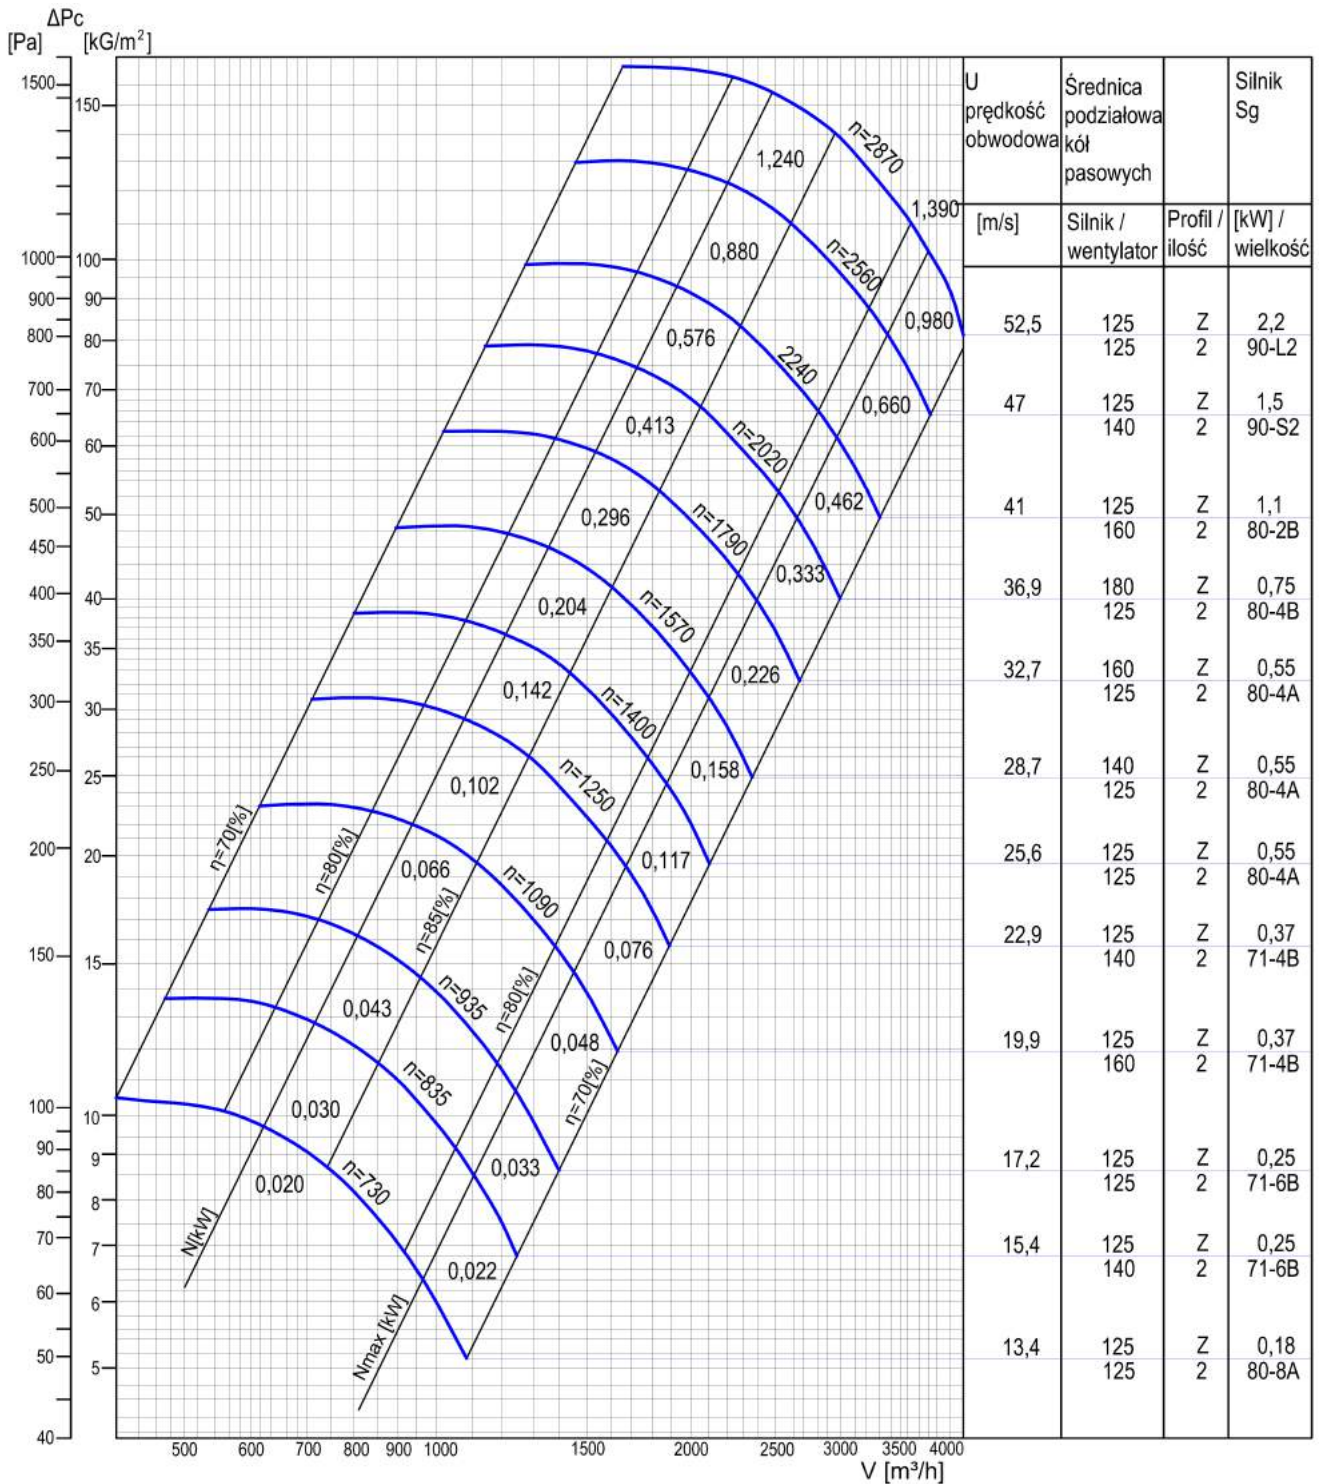 ΔPc
[Pa] [kG/m²]
1500
1000
900
800
700
600
500
450
400
350
300
250
200
150
100
90
80
70
60
50
40
150
100
90
80
70
60
50
40
35
30
25
20
15
10
9
8
7
6
5
n=2870
1,240
1,390
n=2560
0,880
0,980
2240
0,576
0,660
n=2020
0,413
0,462
n=1790
0,296
0,333
n=1570
0,204
0,226
n=1400
0,142
0,158
n=1250
0,102
0,117
n=1090
0,066
0,076
n=935
0,043
0,048
n=835
0,030
0,033
n=730
0,020
0,022
η=70[%]
η=80[%]
η=85[%]
η=80[%]
η=70[%]
N[kW]
Nmax [kW]
500 600 700 800 900 1000 1500 2000 2500 3000 3500 4000
V [m³/h]
U prędkość obwodowa
Średnica podziałowa kół pasowych
Silnik Sg
[m/s] Silnik / wentylator Profil / ilość [kW] / wielkość
52,5 125 Z 2,2
125 2 90-L2
47 125 Z 1,5
140 2 90-S2
41 125 Z 1,1
160 2 80-2B
36,9 180 Z 0,75
125 2 80-4B
32,7 160 Z 0,55
125 2 80-4A
28,7 140 Z 0,55
125 2 80-4A
25,6 125 Z 0,55
125 2 80-4A
22,9 125 Z 0,37
140 2 71-4B
19,9 125 Z 0,37
160 2 71-4B
17,2 125 Z 0,25
125 2 71-6B
15,4 125 Z 0,25
140 2 71-6B
13,4 125 Z 0,18
125 2 80-8A